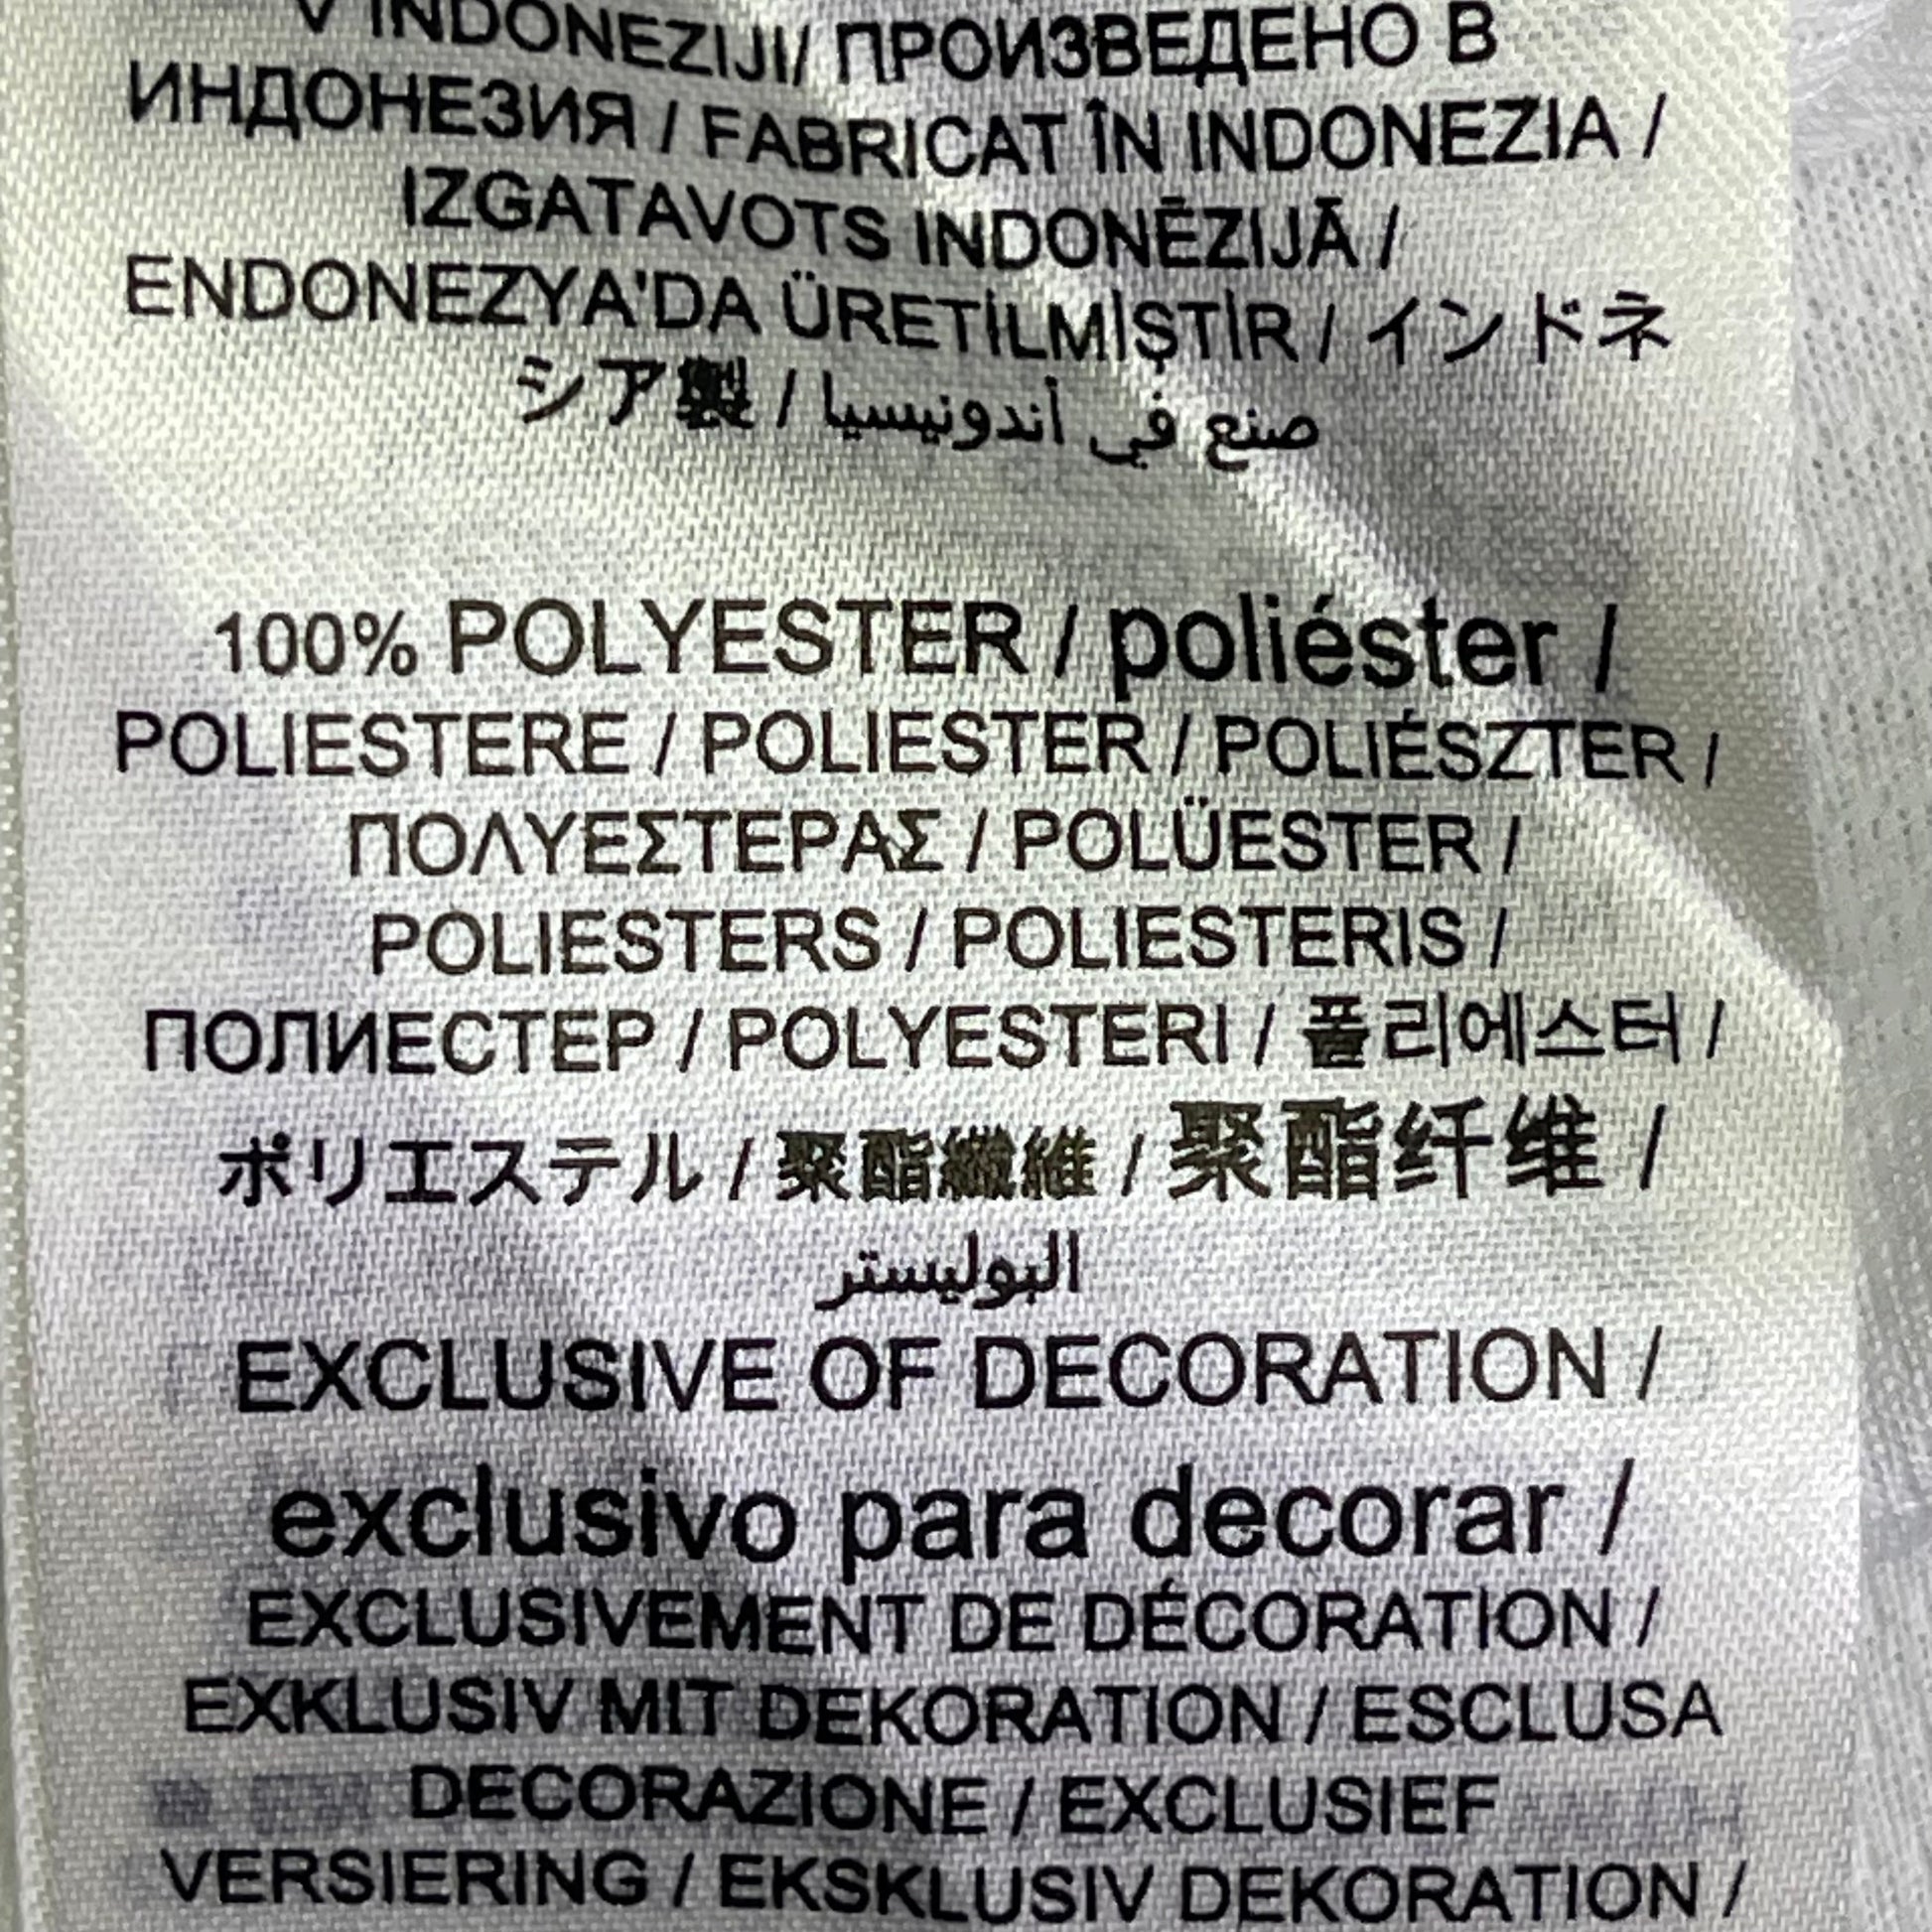 V INDONEZIJI/ ПРОИЗВЕДЕНО В
ИНДОНЕЗИЯ / FABRICAT ÎN INDONEZIA /
IZGATAVOTS INDONĒZIJĀ /
ENDONEZYA'DA ÜRETİLMİŞTİR / インドネ
シア製 / صنع في أندونيسيا
100% POLYESTER / poliéster /
POLIESTERE / POLIESTER / POLIÉSZTER /
ΠΟΛΥΕΣΤΕΡΑΣ / POLÜESTER /
POLIESTERS / POLIESTERIS /
ПОЛИЕСТЕР / POLYESTERI / 폴리에스터 /
ポリエステル / 聚酯纖維 / 聚酯纤维 /
البوليستر
EXCLUSIVE OF DECORATION /
exclusivo para decorar /
EXCLUSIVEMENT DE DÉCORATION /
EXKLUSIV MIT DEKORATION / ESCLUSA
DECORAZIONE / EXCLUSIEF
VERSIERING / EKSKLUSIV DEKORATION /